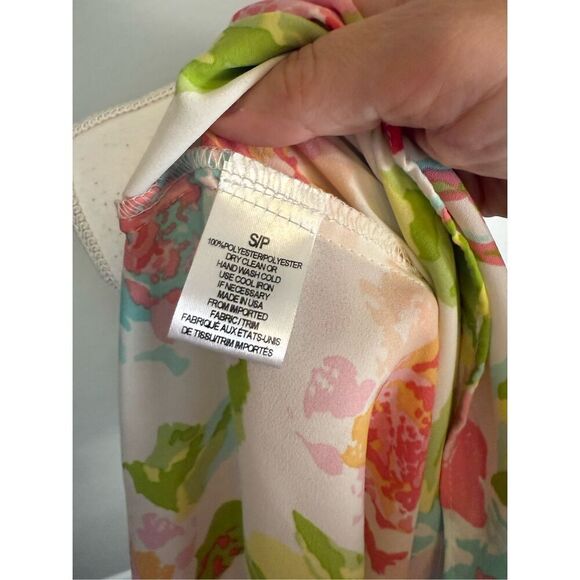 S/P
100%POLYESTER/POLYESTER
DRY CLEAN OR
HAND WASH COLD
USE COOL IRON
IF NECESSARY
MADE IN USA
FROM IMPORTED
FABRIC/TRIM
FABRIQUÉ AUX ÉTATS-UNIS
DE TISSU/TRIM IMPORTÉS